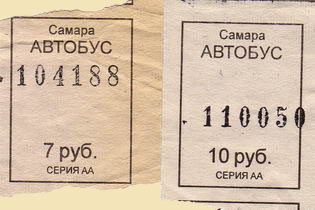 Самара
АВТОБУС
104188
7 руб.
СЕРИЯ АА
Самара
АВТОБУС
110050
10 руб.
СЕРИЯ АА